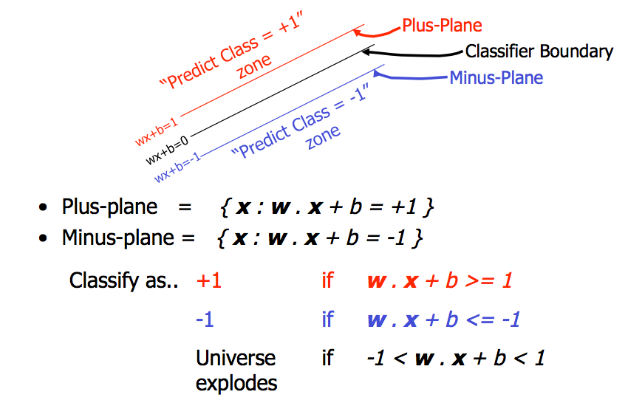 Plus-Plane
"Predict Class = +1"
zone
Classifier Boundary
Minus-Plane
wx+b=1
wx+b=0
wx+b=-1
"Predict Class = -1"
zone
• Plus-plane = { x : w . x + b = +1 }
• Minus-plane = { x : w . x + b = -1 }
Classify as.. +1 if w . x + b >= 1
-1 if w . x + b <= -1
Universe if -1 < w . x + b < 1
explodes